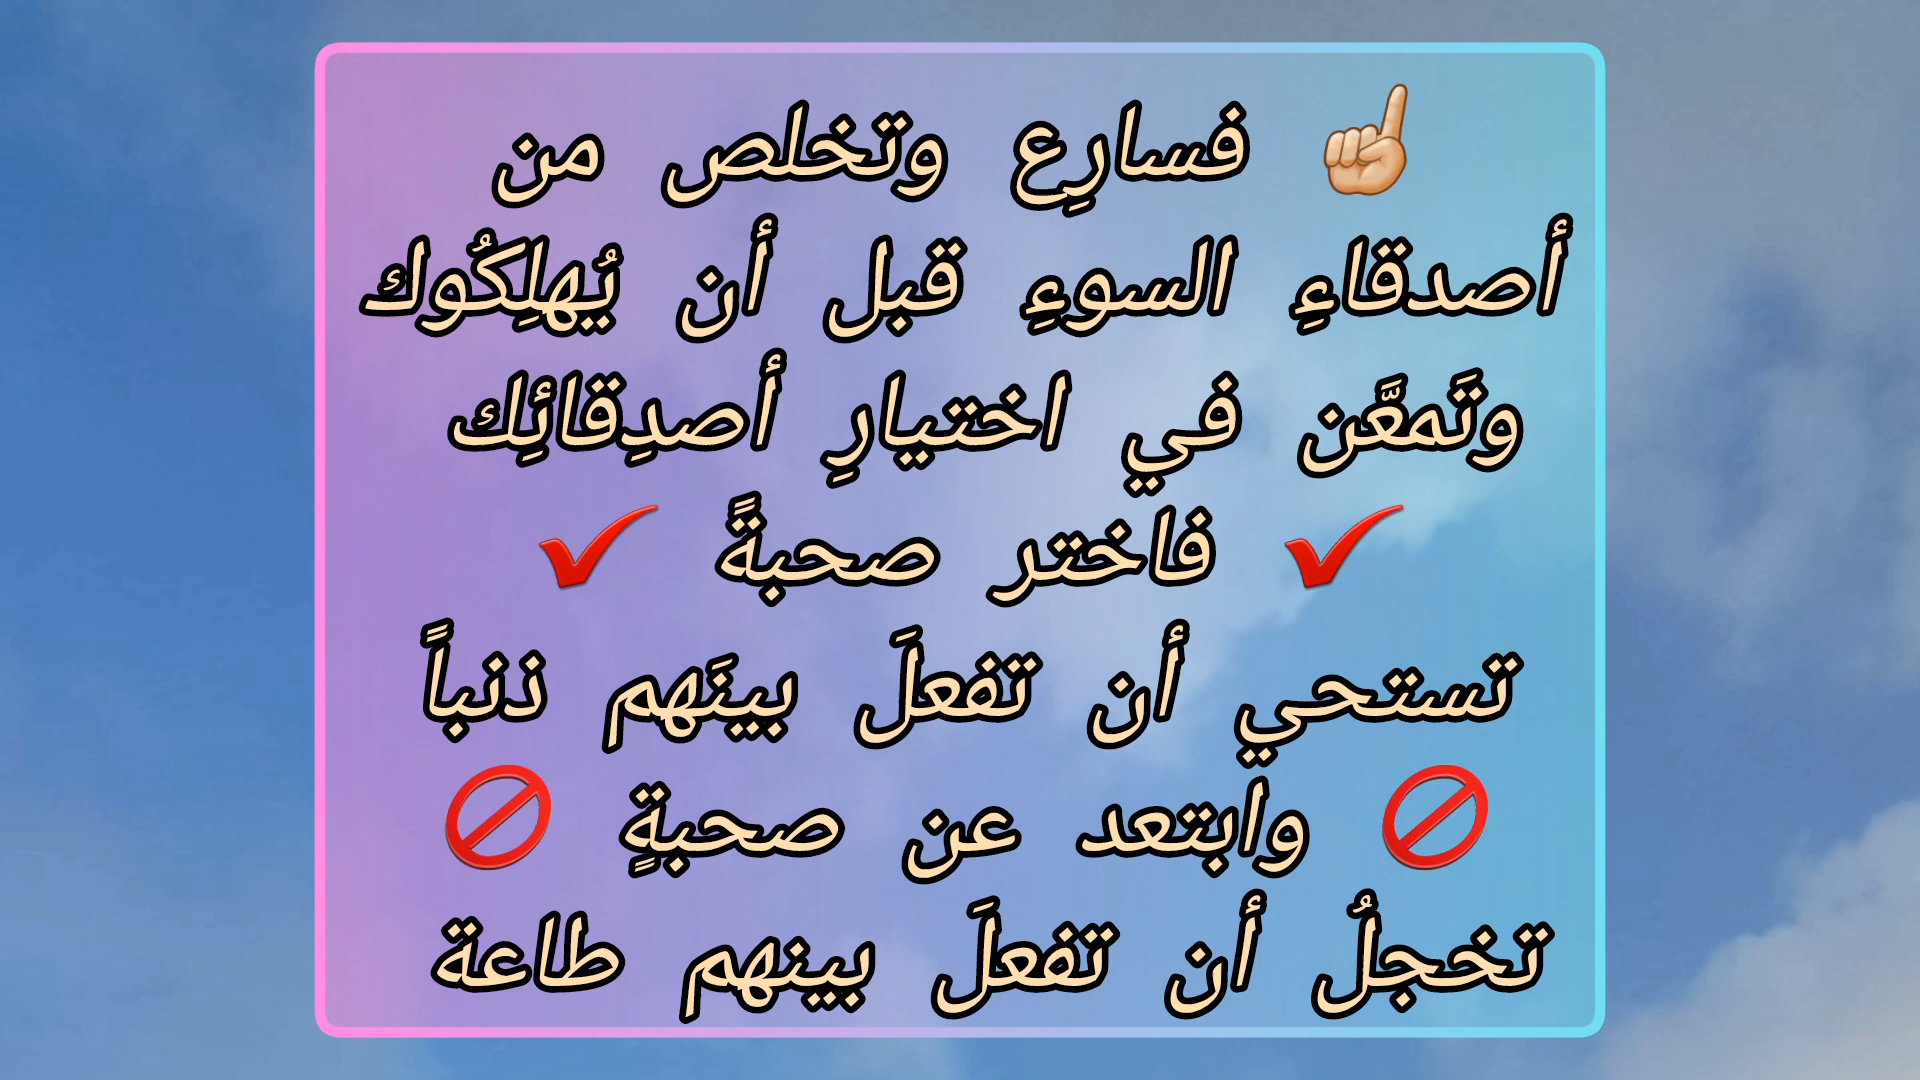 ☝🏼 فسارِع وتخلص من
أصدقاءِ السوءِ قبل أن يُهلِكُوك
وتَمعَّن في اختيارِ أصدِقائِك
✔ فاختر صحبةً ✔
تستحي أن تفعلَ بينَهم ذنباً
🚫 وابتعد عن صحبةٍ 🚫
تخجلُ أن تفعلَ بينهم طاعة